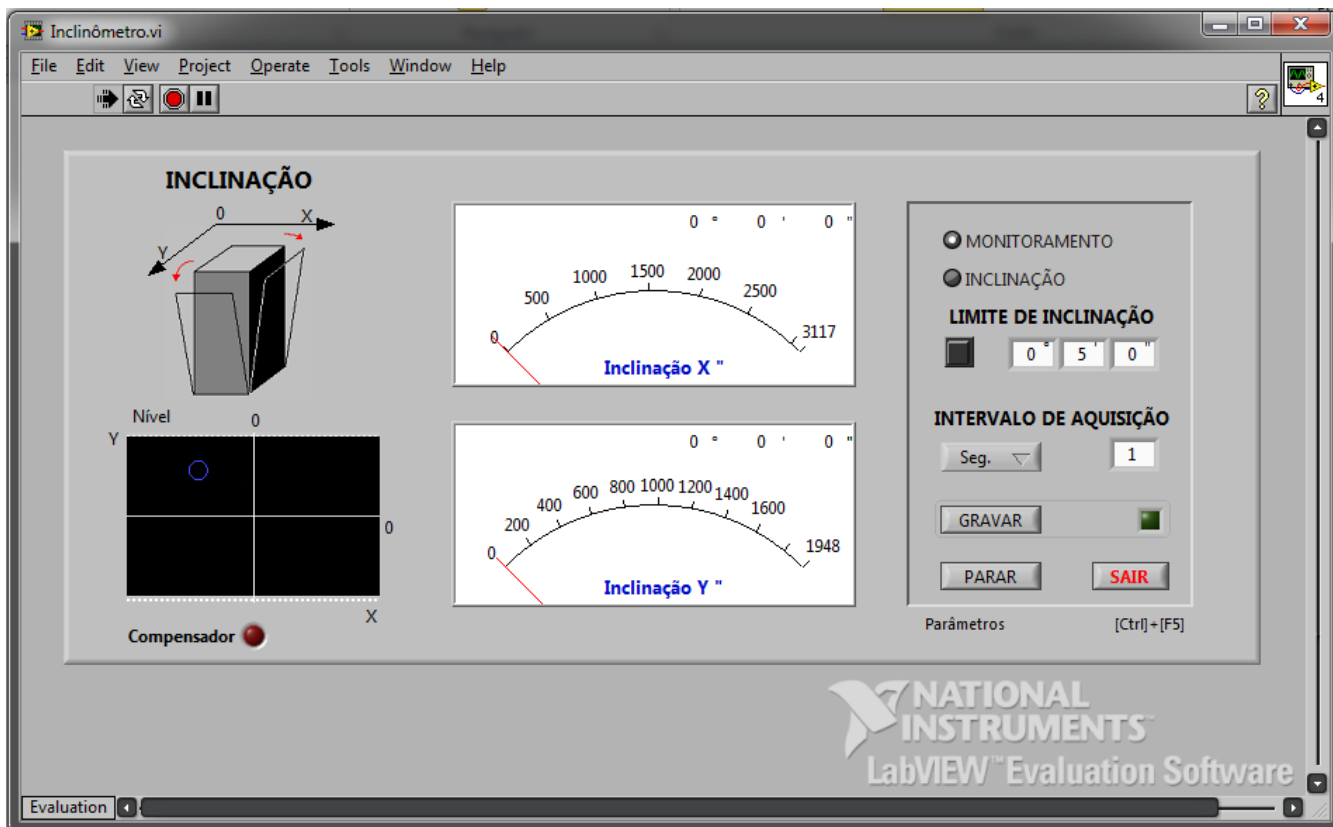 Inclinômetro.vi
File Edit View Project Operate Tools Window Help
4
INCLINAÇÃO
0
X
Y
Nível
0
Y
0
X
Compensador
0 ° 0 ' 0 "
0 500 1000 1500 2000 2500 3117
Inclinação X "
0 ° 0 ' 0 "
0 200 400 600 800 1000 1200 1400 1600 1948
Inclinação Y "
MONITORAMENTO
INCLINAÇÃO
LIMITE DE INCLINAÇÃO
0 ° 5 ' 0 "
INTERVALO DE AQUISIÇÃO
Seg. 1
GRAVAR
PARAR SAIR
Parâmetros [Ctrl]+[F5]
NATIONAL
INSTRUMENTS™
LabVIEW™ Evaluation Software
Evaluation